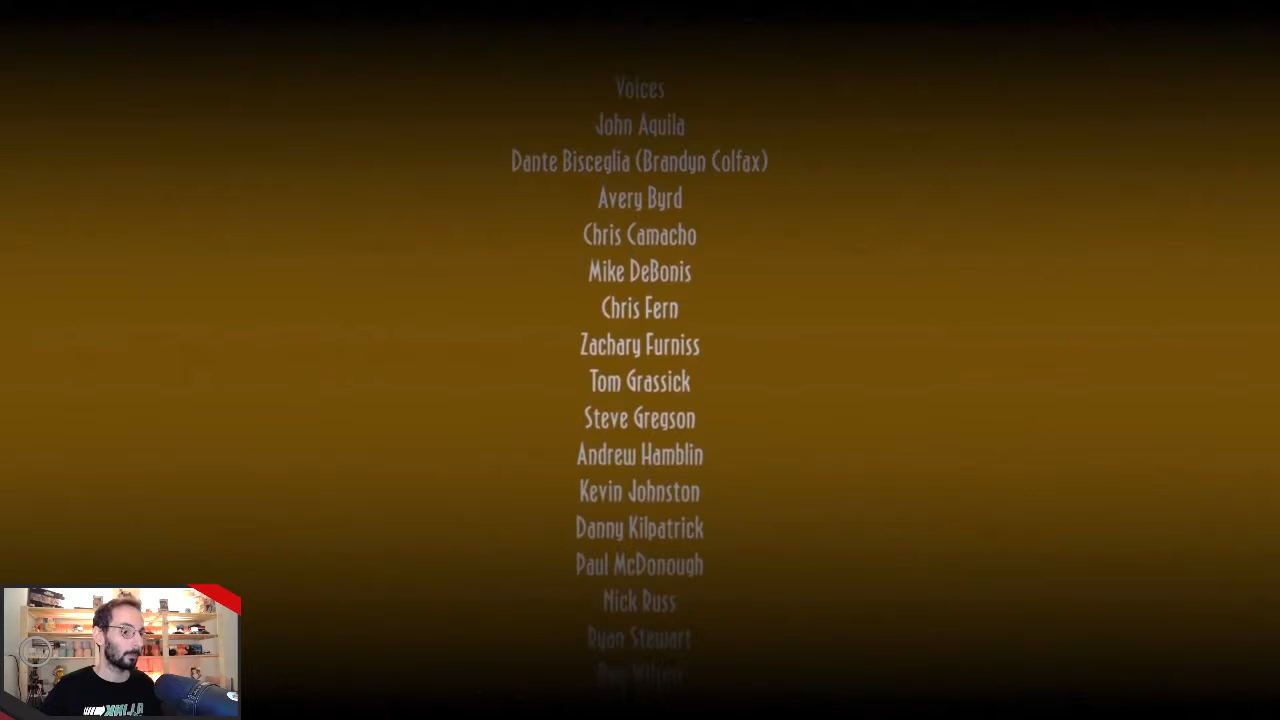 Voices
John Aquila
Dante Bisceglia (Brandyn Colfax)
Avery Byrd
Chris Camacho
Mike DeBonis
Chris Fern
Zachary Furniss
Tom Grassick
Steve Gregson
Andrew Hamblin
Kevin Johnston
Danny Kilpatrick
Paul McDonough
Nick Russ
Ryan Stewart